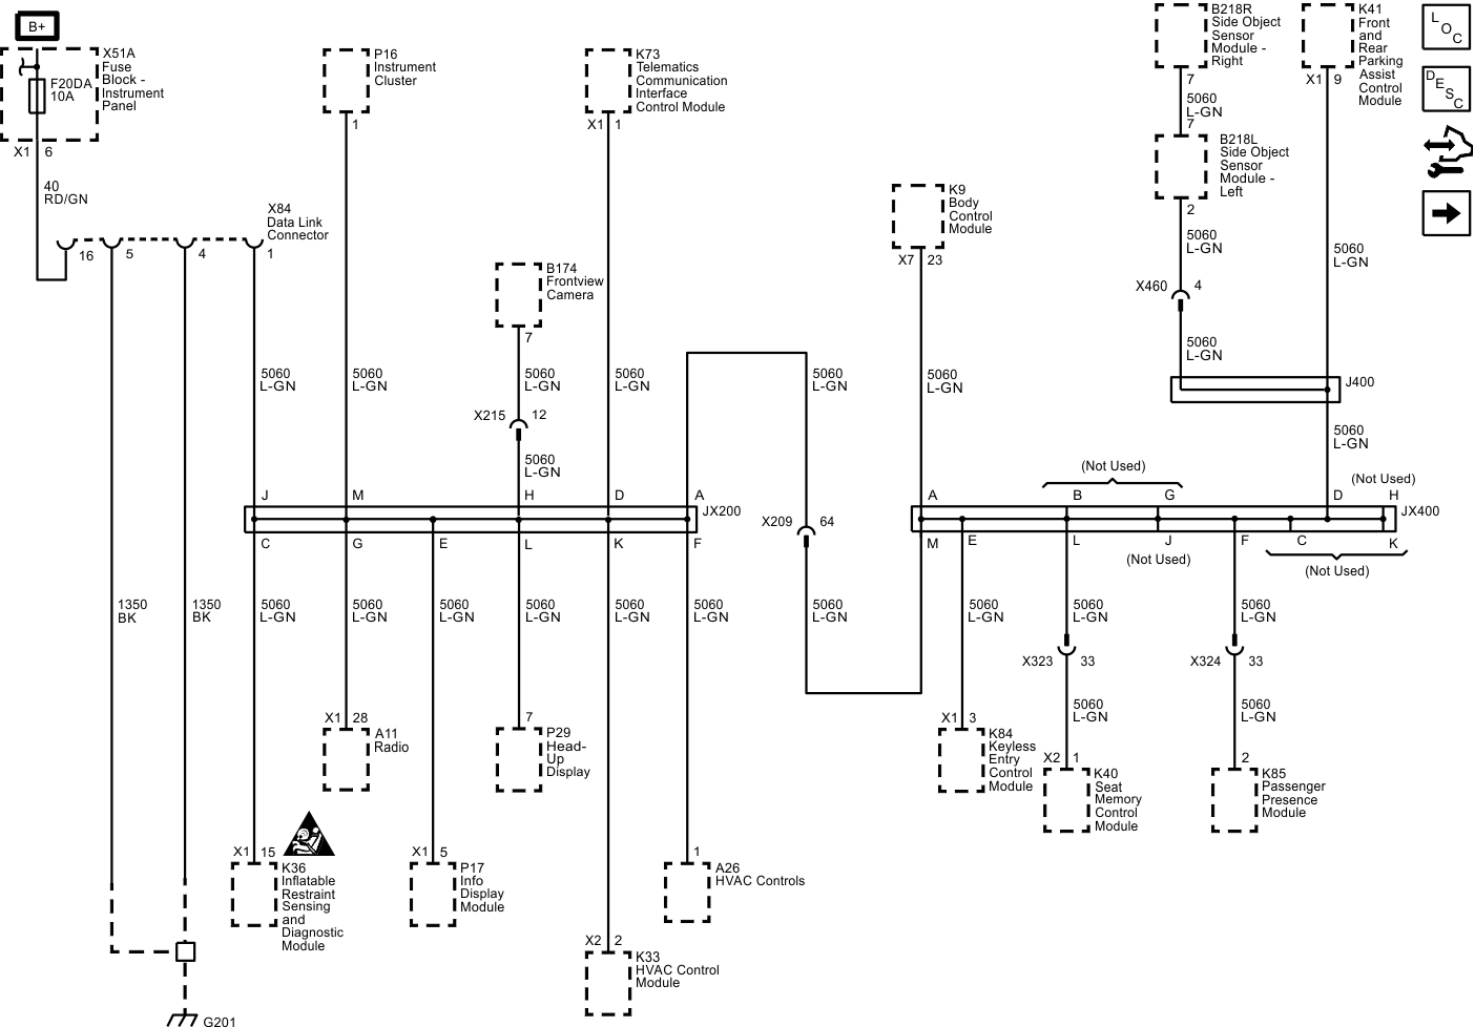 B+
X51A
Fuse
Block -
Instrument
Panel
F20DA
10A
X1 6
40
RD/GN
X84
Data Link
Connector
16 5 4 1
P16
Instrument
Cluster
1
K73
Telematics
Communication
Interface
Control Module
X1 1
B174
Frontview
Camera
7
K9
Body
Control
Module
X7 23
B218R
Side Object
Sensor
Module -
Right
7
5060
L-GN
7
B218L
Side Object
Sensor
Module -
Left
2
5060
L-GN
X460 4
5060
L-GN
K41
Front
and
Rear
Parking
Assist
Control
Module
X1 9
5060
L-GN
J400
5060
L-GN
L
O
C
D
E
S
C
5060
L-GN
5060
L-GN
5060
L-GN
5060
L-GN
5060
L-GN
5060
L-GN
X215 12
5060
L-GN
(Not Used)
(Not Used)
J M H D A
JX200
C G E L K F
X209 64
A B G D H
JX400
M E L J F C K
(Not Used)
(Not Used)
1350
BK
1350
BK
5060
L-GN
5060
L-GN
5060
L-GN
5060
L-GN
5060
L-GN
5060
L-GN
5060
L-GN
5060
L-GN
5060
L-GN
5060
L-GN
X323 33
X324 33
5060
L-GN
5060
L-GN
X1 28
A11
Radio
7
P29
Head-
Up
Display
X1 3
K84
Keyless
Entry
Control
Module
X2 1
K40
Seat
Memory
Control
Module
2
K85
Passenger
Presence
Module
X1 15
K36
Inflatable
Restraint
Sensing
and
Diagnostic
Module
X1 5
P17
Info
Display
Module
1
A26
HVAC Controls
X2 2
K33
HVAC Control
Module
G201